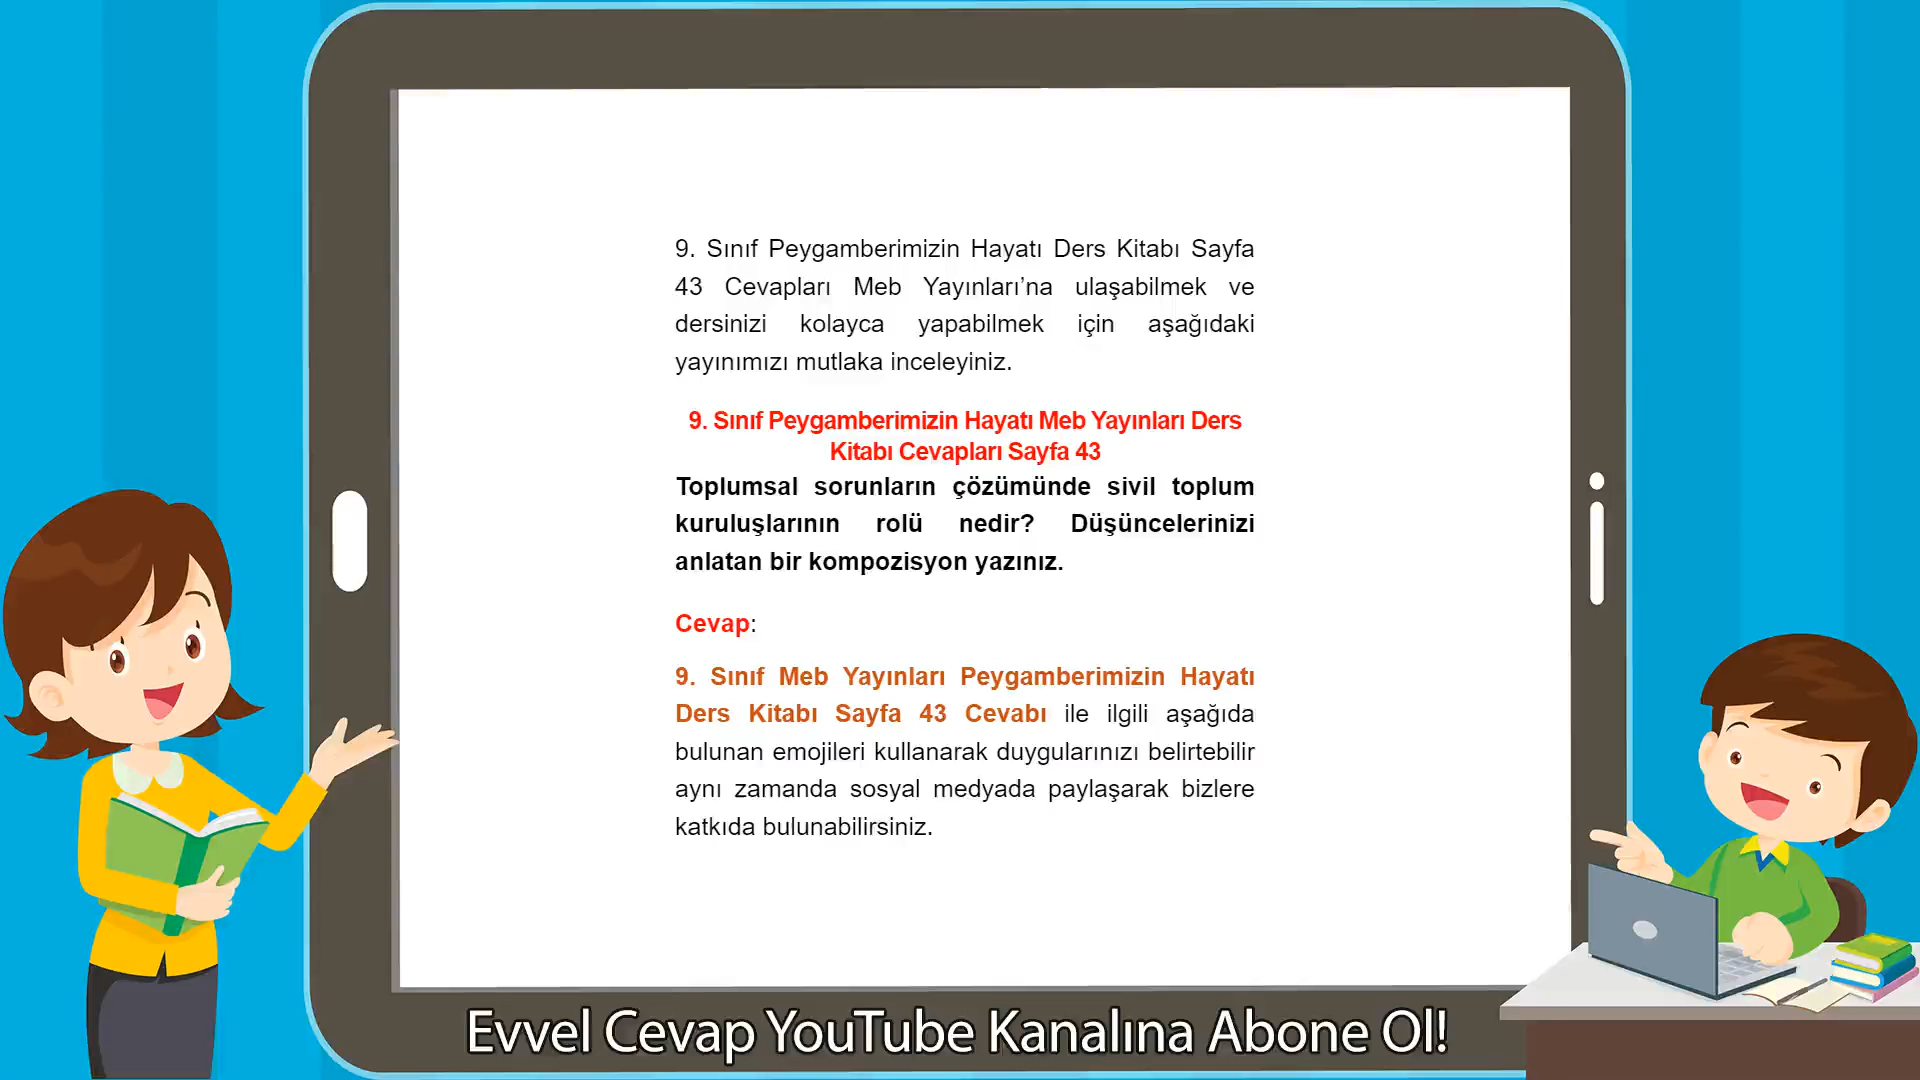 9. Sınıf Peygamberimizin Hayatı Ders Kitabı Sayfa
43 Cevapları Meb Yayınları’na ulaşabilmek ve
dersinizi kolayca yapabilmek için aşağıdaki
yayınımızı mutlaka inceleyiniz.
9. Sınıf Peygamberimizin Hayatı Meb Yayınları Ders
Kitabı Cevapları Sayfa 43
Toplumsal sorunların çözümünde sivil toplum
kuruluşlarının rolü nedir? Düşüncelerinizi
anlatan bir kompozisyon yazınız.
Cevap:
9. Sınıf Meb Yayınları Peygamberimizin Hayatı
Ders Kitabı Sayfa 43 Cevabı ile ilgili aşağıda
bulunan emojileri kullanarak duygularınızı belirtebilir
aynı zamanda sosyal medyada paylaşarak bizlere
katkıda bulunabilirsiniz.
Evvel Cevap YouTube Kanalına Abone Ol!